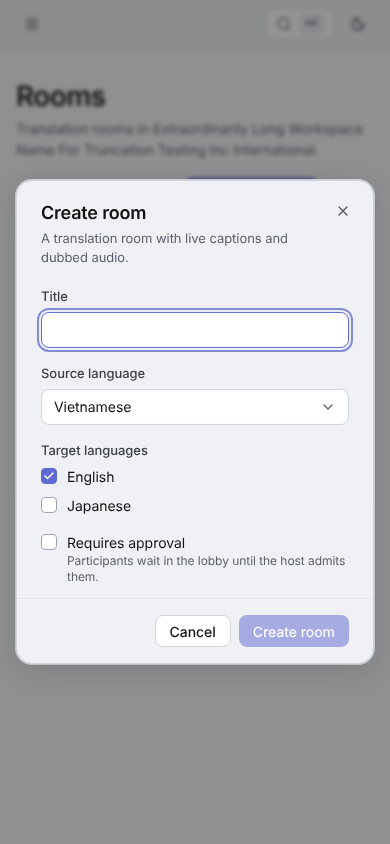 Rooms
Translation rooms in Extraordinarily Long Workspace
Name For Truncation Testing Inc International.
Create room
A translation room with live captions and
dubbed audio.
Title
Source language
Vietnamese
Target languages
English
Japanese
Requires approval
Participants wait in the lobby until the host admits
them.
Cancel
Create room